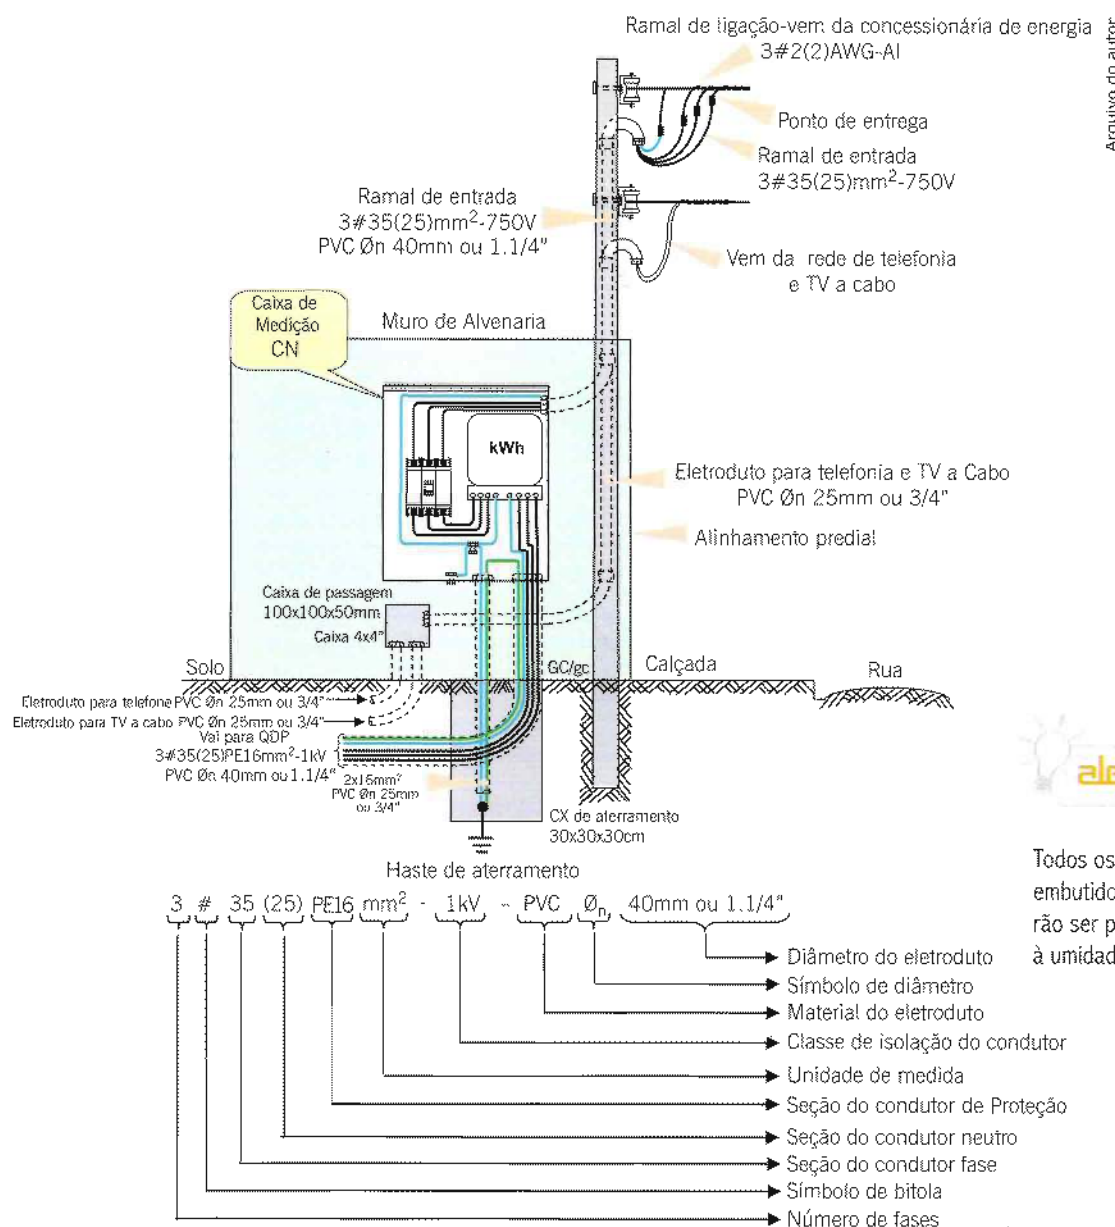 Ramal de ligação-vem da concessionária de energia
3#2(2)AWG-Al
Arquivo do autor
Ponto de entrega
Ramal de entrada
3#35(25)mm²-750V
Ramal de entrada
3#35(25)mm²-750V
PVC Øn 40mm ou 1.1/4"
Vem da rede de telefonia
e TV a cabo
Caixa de
Medição
CN
Muro de Alvenaria
kWh
Eletroduto para telefonia e TV a Cabo
PVC Øn 25mm ou 3/4"
Alinhamento predial
Caixa de passagem
100x100x50mm
Caixa 4x4"
Solo
GC/gc
Calçada
Rua
Eletroduto para telefone PVC Øn 25mm ou 3/4"
Eletroduto para TV a cabo PVC Øn 25mm ou 3/4"
Vai para QDP
3#35(25)PE16mm²-1kV
PVC Øn 40mm ou 1.1/4"
2x16mm²
PVC Øn 25mm
ou 3/4"
CX de aterramento
30x30x30cm
Haste de aterramento
ale
Todos os
embutido
rão ser p
à umidad
3 # 35 (25) PE16 mm² - 1kV - PVC Øn 40mm ou 1.1/4"
Diâmetro do eletroduto
Símbolo de diâmetro
Material do eletroduto
Classe de isolação do condutor
Unidade de medida
Seção do condutor de Proteção
Seção do condutor neutro
Seção do condutor fase
Símbolo de bitola
Número de fases